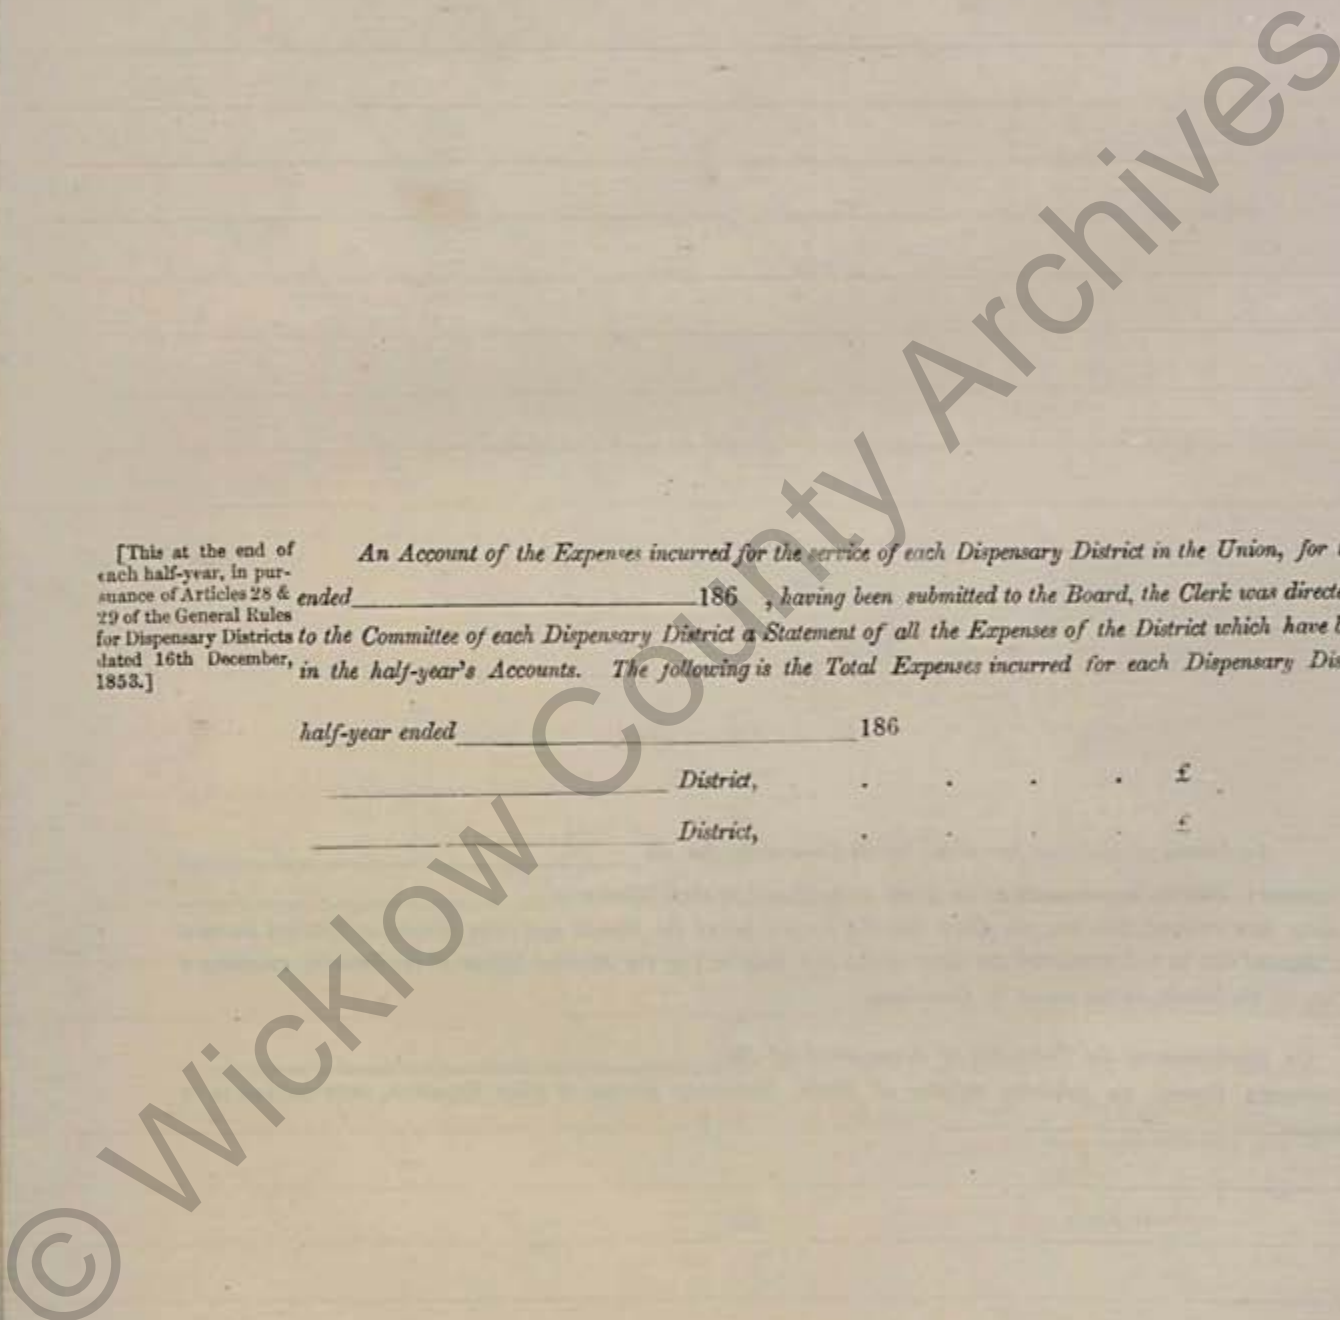 [This at the end of
each half-year, in pur-
suance of Articles 28 &
29 of the General Rules
for Dispensary Districts
dated 16th December,
1853.]
An Account of the Expenses incurred for the service of each Dispensary District in the Union, for
ended 186 , having been submitted to the Board, the Clerk was directe
to the Committee of each Dispensary District a Statement of all the Expenses of the District which have b
in the half-year's Accounts. The following is the Total Expenses incurred for each Dispensary Dis
half-year ended 186
District, . . . . £
District, . . . . £
© Wicklow County Archives